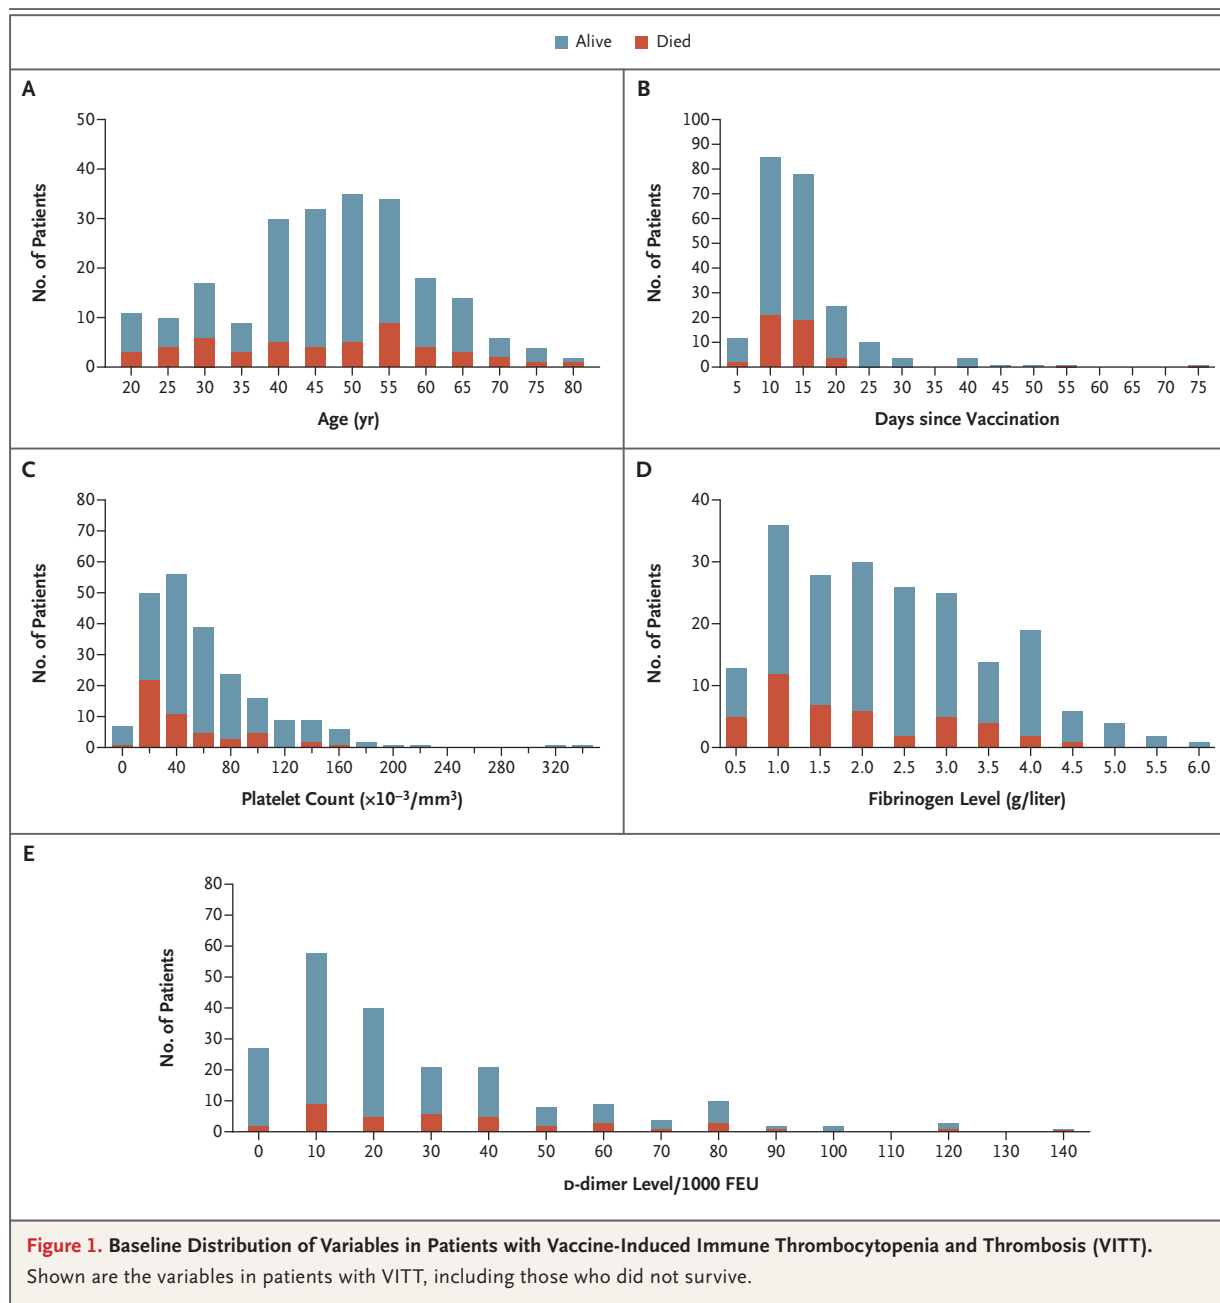 Alive Died
A
50
40
30
20
10
0
No. of Patients
20 25 30 35 40 45 50 55 60 65 70 75 80
Age (yr)
B
100
90
80
70
60
50
40
30
20
10
0
No. of Patients
5 10 15 20 25 30 35 40 45 50 55 60 65 70 75
Days since Vaccination
C
80
70
60
50
40
30
20
10
0
No. of Patients
0 40 80 120 160 200 240 280 320
Platelet Count (×10⁻³/mm³)
D
40
30
20
10
0
No. of Patients
0.5 1.0 1.5 2.0 2.5 3.0 3.5 4.0 4.5 5.0 5.5 6.0
Fibrinogen Level (g/liter)
E
80
70
60
50
40
30
20
10
0
No. of Patients
0 10 20 30 40 50 60 70 80 90 100 110 120 130 140
D-dimer Level/1000 FEU
Figure 1. Baseline Distribution of Variables in Patients with Vaccine-Induced Immune Thrombocytopenia and Thrombosis (VITT).
Shown are the variables in patients with VITT, including those who did not survive.